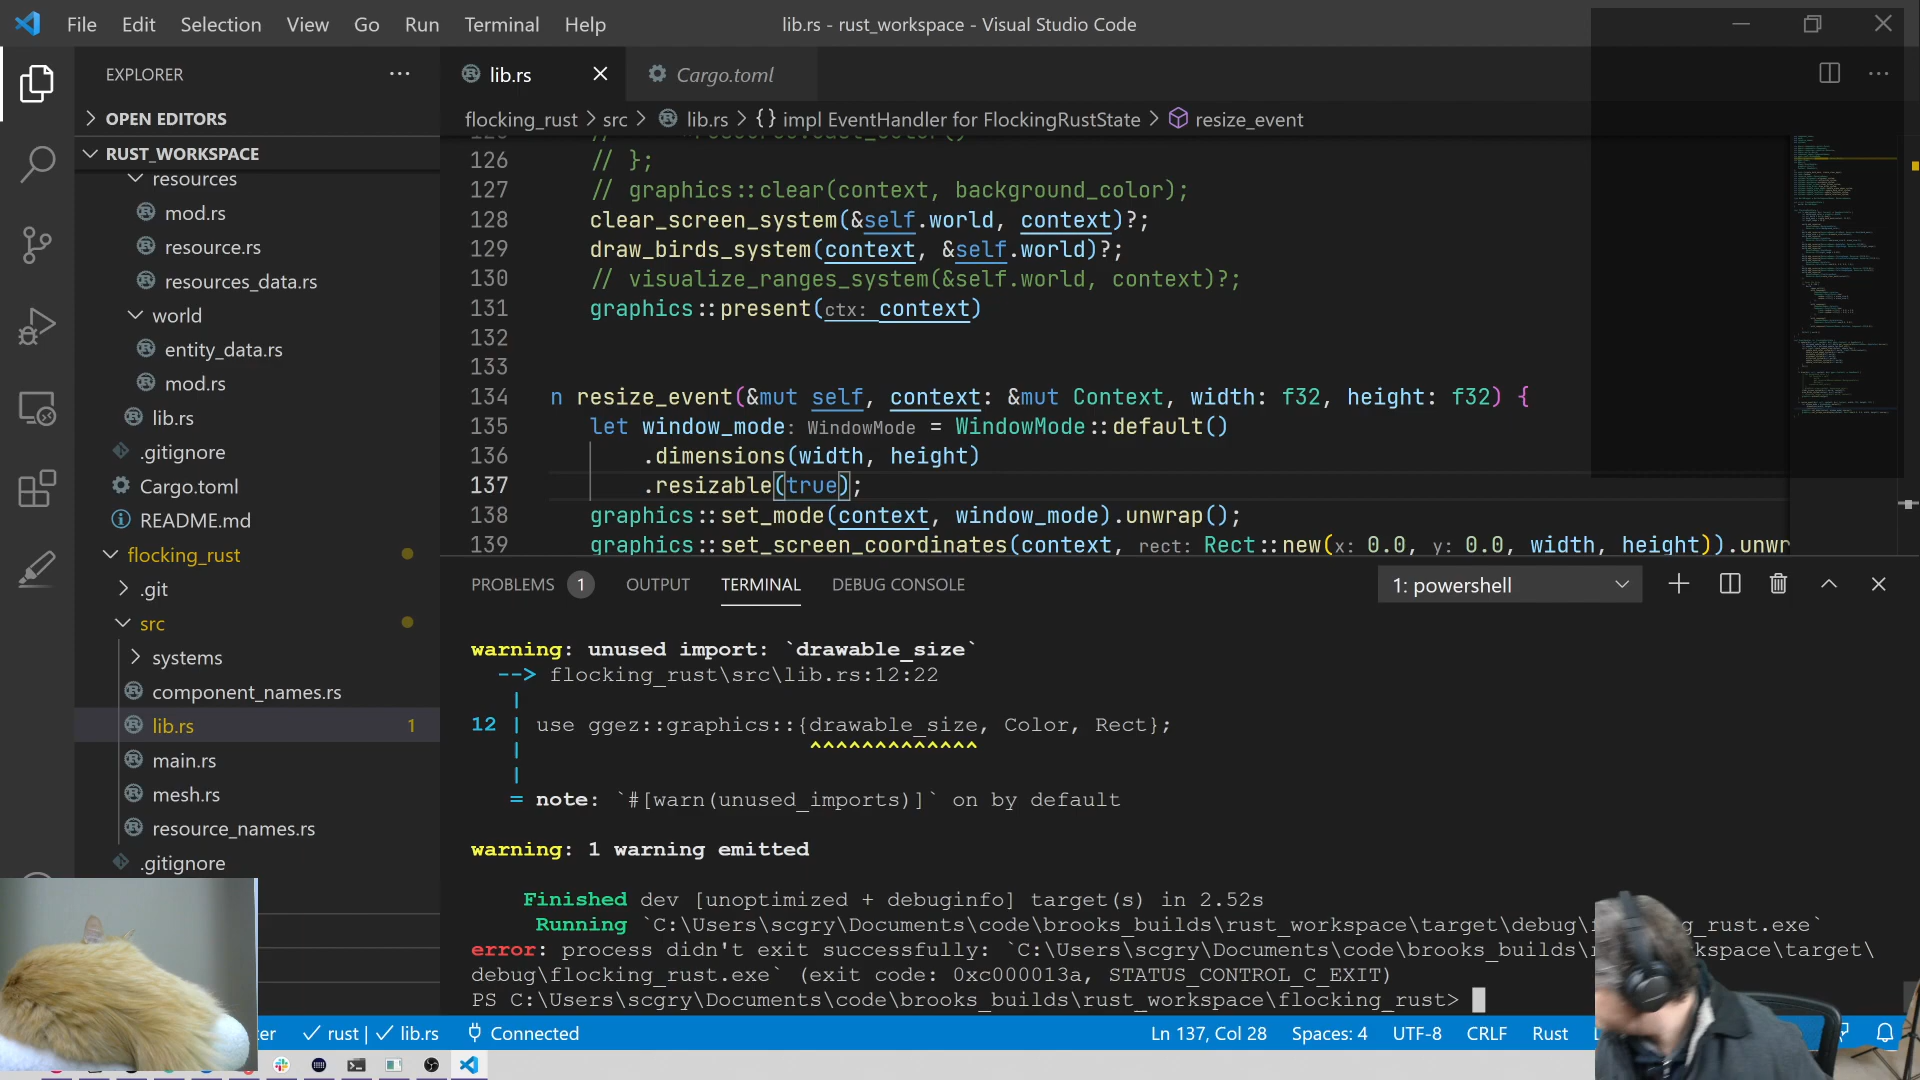 File Edit Selection View Go Run Terminal Help
lib.rs - rust_workspace - Visual Studio Code
EXPLORER
OPEN EDITORS
RUST_WORKSPACE
resources
mod.rs
resource.rs
resources_data.rs
world
entity_data.rs
mod.rs
lib.rs
.gitignore
Cargo.toml
README.md
flocking_rust
.git
src
systems
component_names.rs
lib.rs 1
main.rs
mesh.rs
resource_names.rs
.gitignore
lib.rs
Cargo.toml
flocking_rust > src > lib.rs > {} impl EventHandler for FlockingRustState > resize_event
126 // };
127 // graphics::clear(context, background_color);
128 clear_screen_system(&self.world, context)?;
129 draw_birds_system(context, &self.world)?;
130 // visualize_ranges_system(&self.world, context)?;
131 graphics::present(ctx: context)
132
133
134 n resize_event(&mut self, context: &mut Context, width: f32, height: f32) {
135 let window_mode: WindowMode = WindowMode::default()
136 .dimensions(width, height)
137 .resizable(true);
138 graphics::set_mode(context, window_mode).unwrap();
139 graphics::set_screen_coordinates(context, rect: Rect::new(x: 0.0, y: 0.0, width, height)).unwr
PROBLEMS 1 OUTPUT TERMINAL DEBUG CONSOLE
1: powershell
warning: unused import: `drawable_size`
--> flocking_rust\src\lib.rs:12:22
|
12 | use ggez::graphics::{drawable_size, Color, Rect};
| ^^^^^^^^^^^^^
|
= note: `#[warn(unused_imports)]` on by default
warning: 1 warning emitted
Finished dev [unoptimized + debuginfo] target(s) in 2.52s
Running `C:\Users\scgry\Documents\code\brooks_builds\rust_workspace\target\debug\f g_rust.exe`
error: process didn't exit successfully: `C:\Users\scgry\Documents\code\brooks_builds\r kspace\target\
debug\flocking_rust.exe` (exit code: 0xc000013a, STATUS_CONTROL_C_EXIT)
PS C:\Users\scgry\Documents\code\brooks_builds\rust_workspace\flocking_rust>
rust | lib.rs Connected
Ln 137, Col 28 Spaces: 4 UTF-8 CRLF Rust